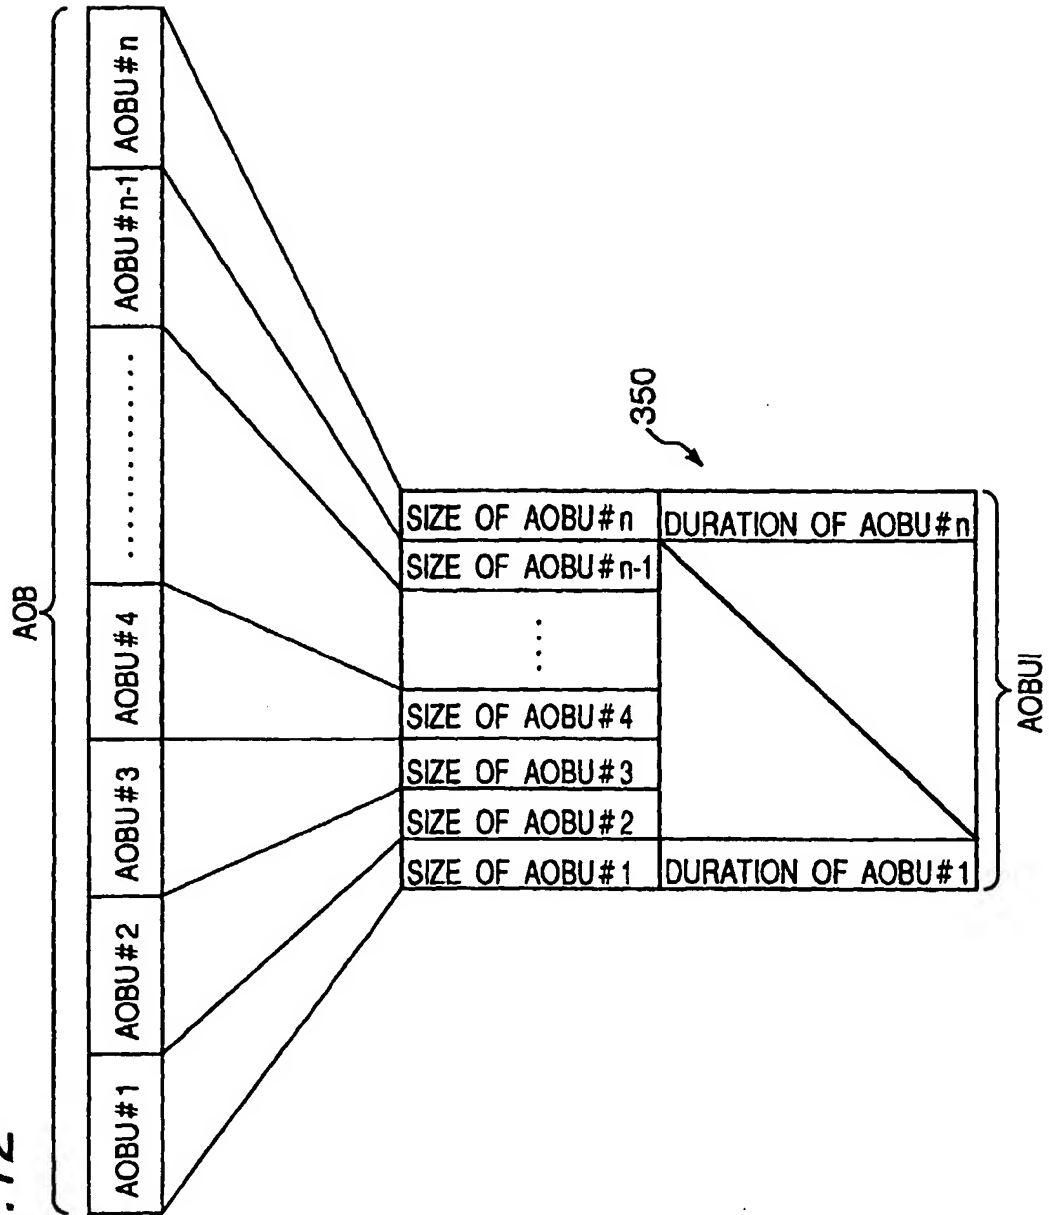 .12
AOB
AOBU#1
AOBU#2
AOBU#3
AOBU#4
············
AOBU#n-1
AOBU#n
350
SIZE OF AOBU#1
DURATION OF AOBU#1
SIZE OF AOBU#2
SIZE OF AOBU#3
SIZE OF AOBU#4
····
SIZE OF AOBU#n-1
SIZE OF AOBU#n
DURATION OF AOBU#n
AOBUI